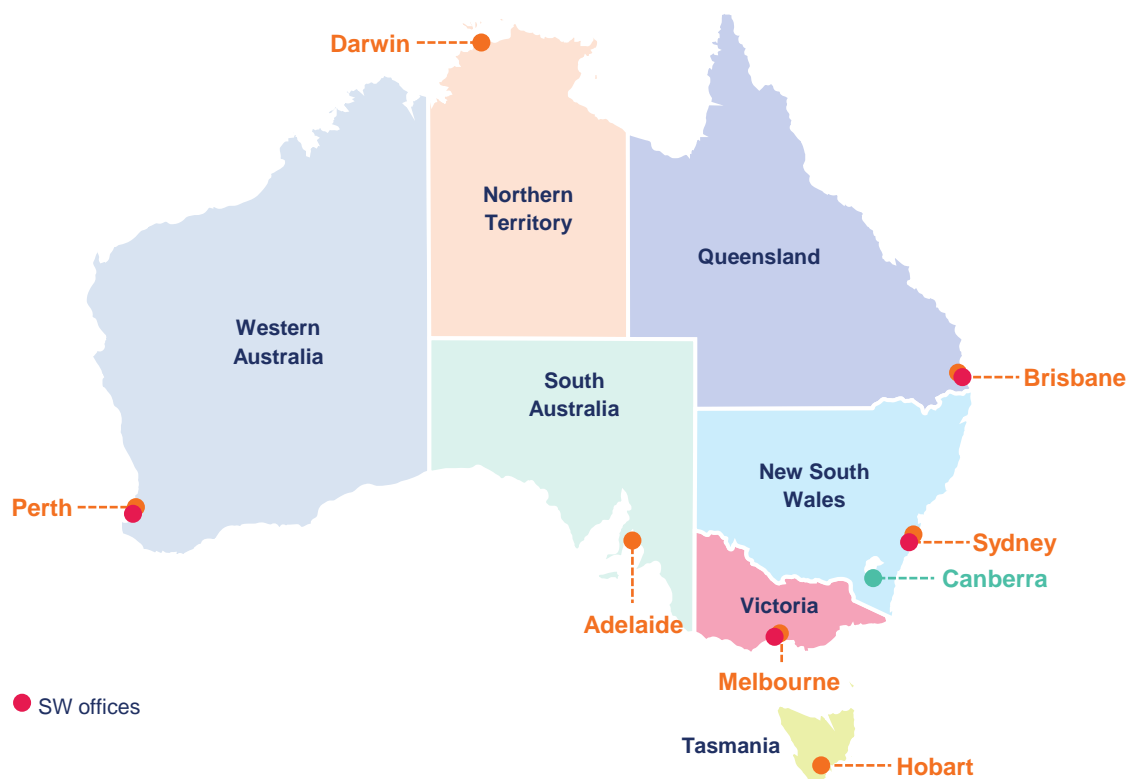 Darwin
Northern
Territory
Queensland
Western
Australia
South
Australia
Brisbane
New South
Wales
Perth
Sydney
Canberra
Victoria
Adelaide
Melbourne
SW offices
Tasmania
Hobart